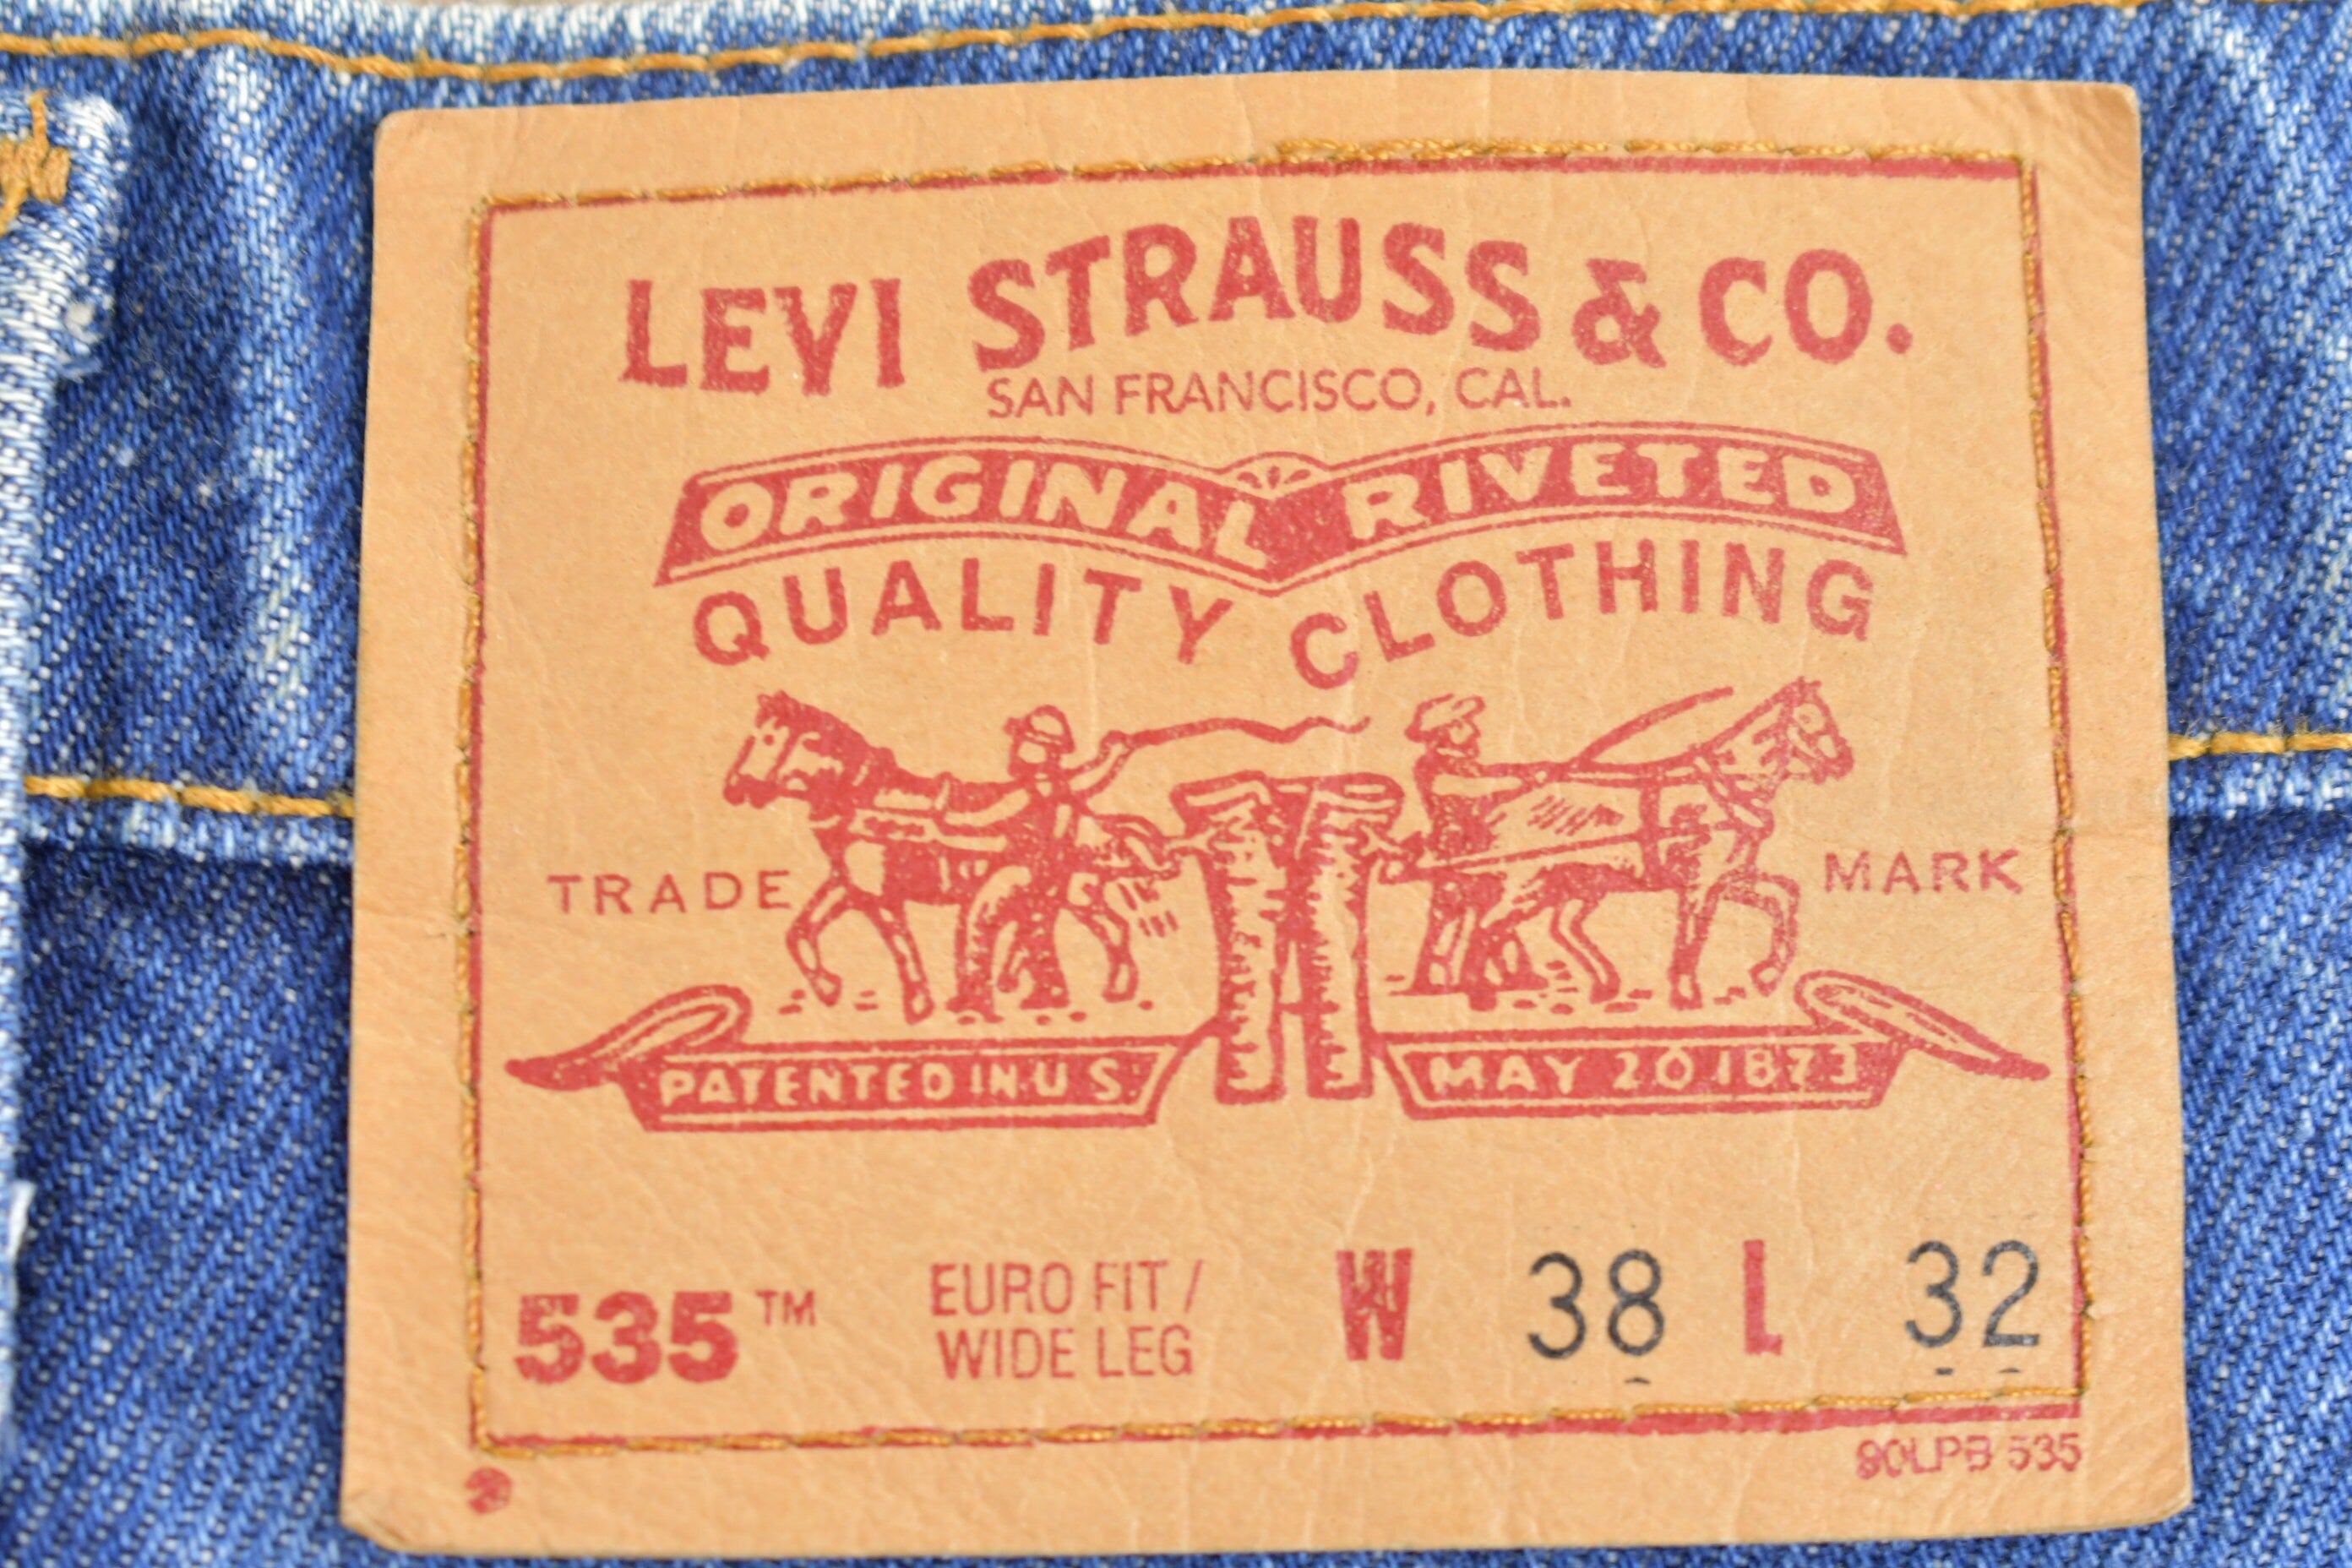 LEVI STRAUSS & CO.
SAN FRANCISCO, CAL.
ORIGINAL RIVETED
QUALITY CLOTHING
TRADE MARK
PATENTED IN U S. MAY 20 1873
535™ EURO FIT / WIDE LEG W 38 L 32
90LPB 535